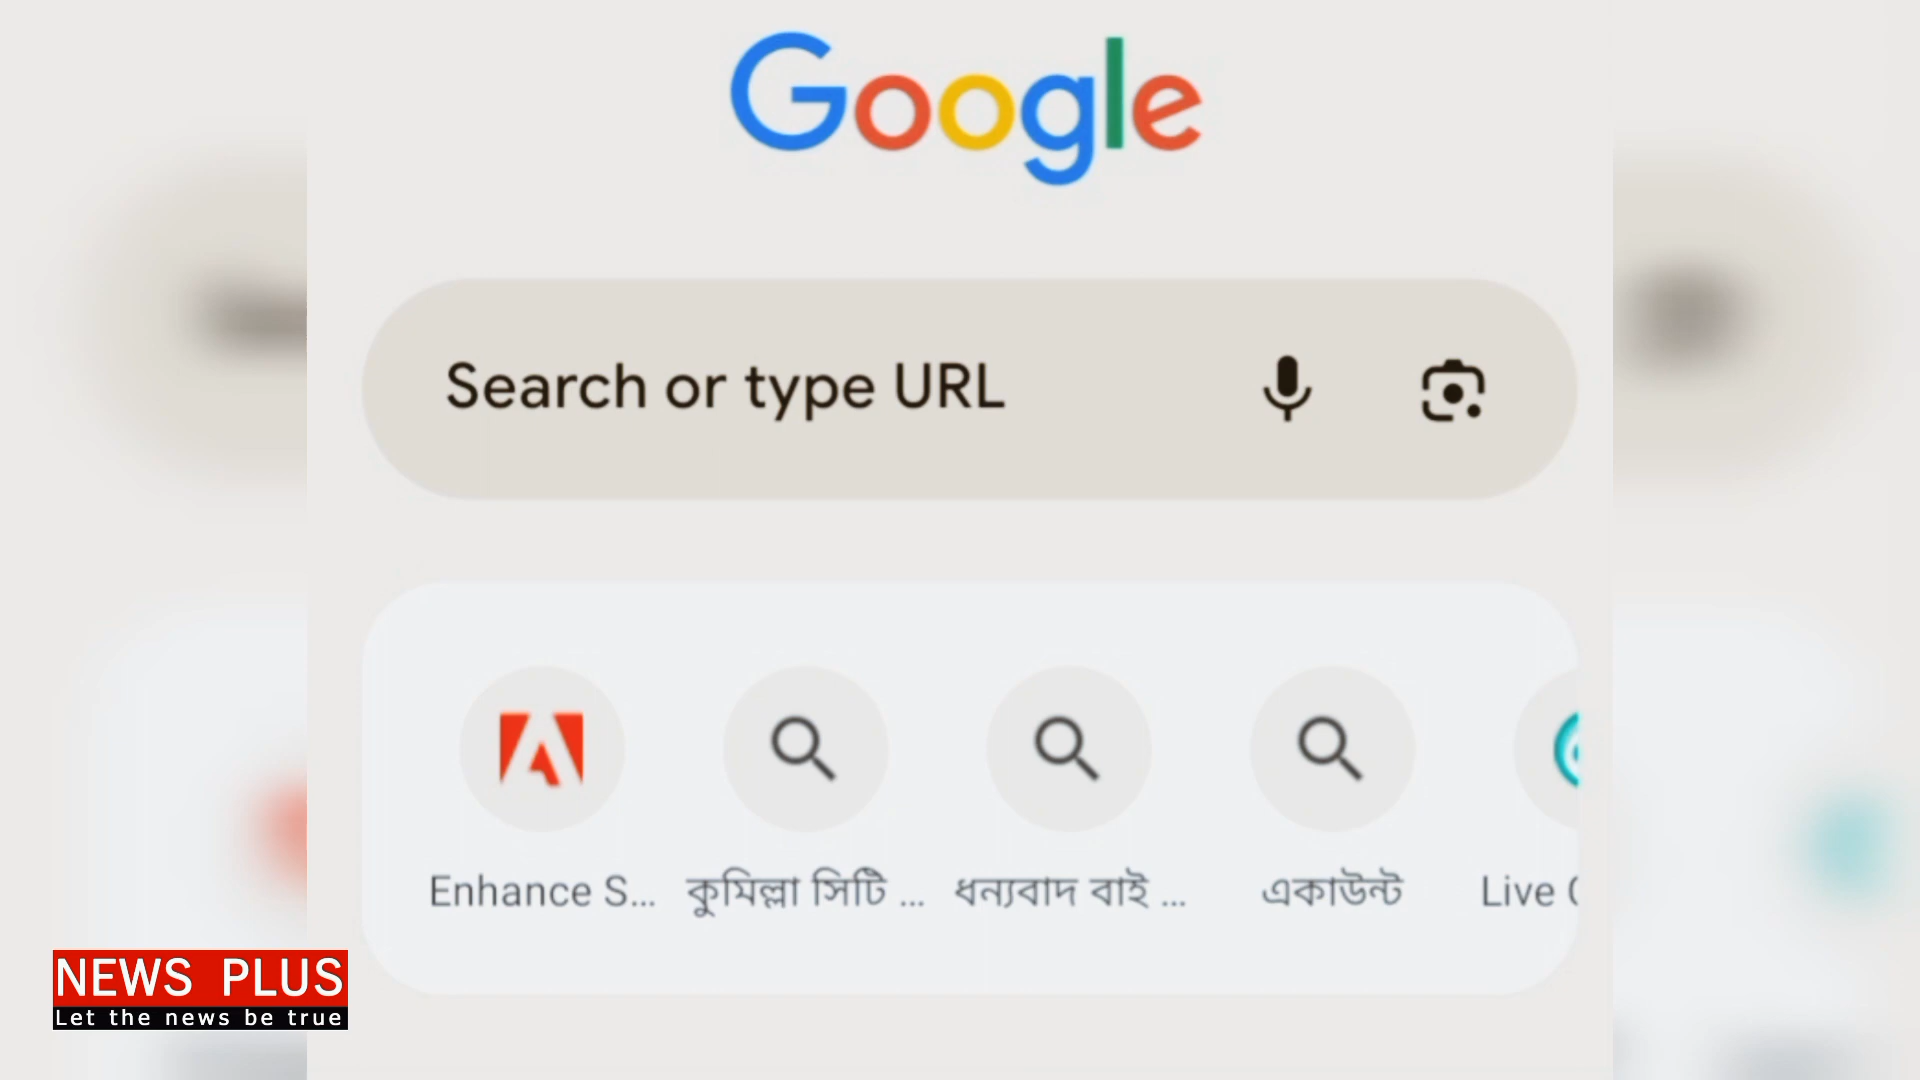 Google
Search or type URL
Enhance S... কুমিল্লা সিটি ... ধন্যবাদ বাই ... একাউন্ট Live
NEWS PLUS
Let the news be true